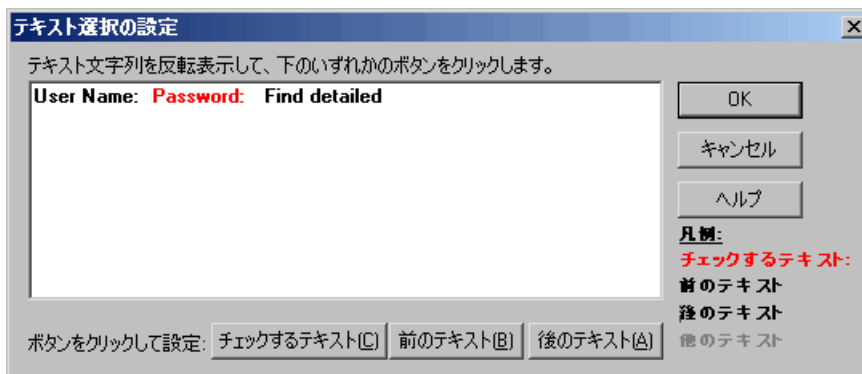 テキスト選択の設定
テキスト文字列を反転表示して、下のいずれかのボタンをクリックします。
User Name: Password: Find detailed
OK
キャンセル
ヘルプ
凡例:
チェックするテキスト:
前のテキスト
後のテキスト
他のテキスト
ボタンをクリックして設定: チェックするテキスト(C) 前のテキスト(B) 後のテキスト(A)